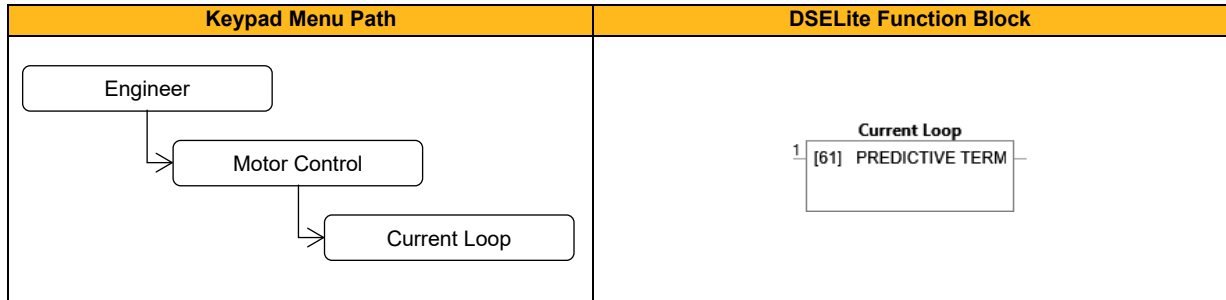 Keypad Menu Path
DSELite Function Block
Engineer
Motor Control
Current Loop
Current Loop
1
[61] PREDICTIVE TERM